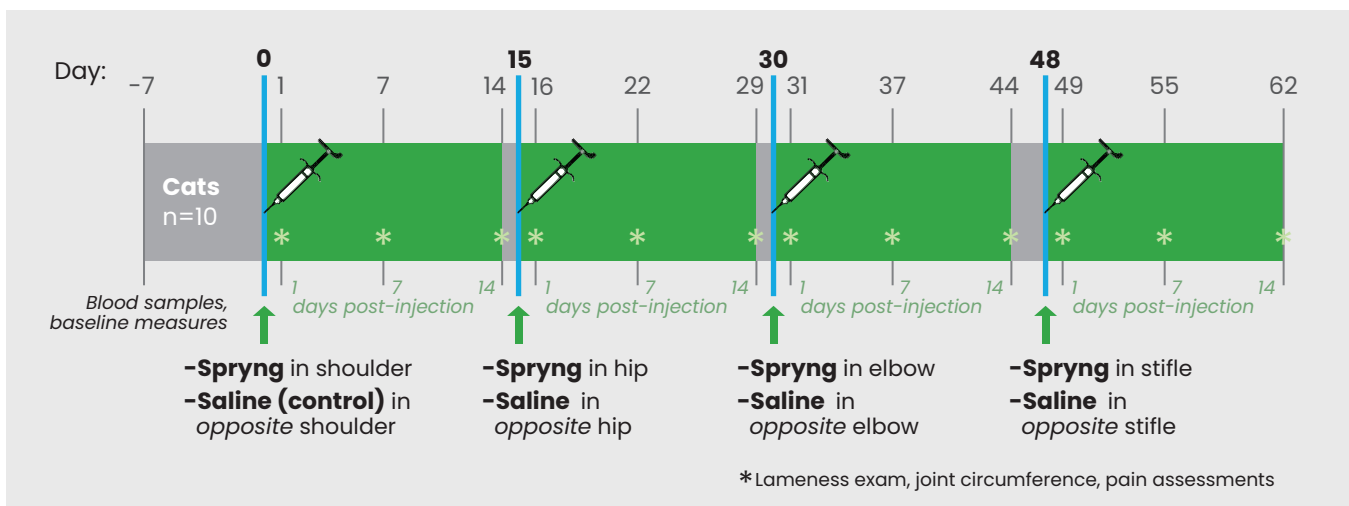 0 15 30 48
Day:
-7 1 7 14 16 22 29 31 37 44 49 55 62
Cats
n=10
* * * * * * * * * * * *
1 7 14 1 7 14 1 7 14 1 7 14
Blood samples,
baseline measures
days post-injection days post-injection days post-injection days post-injection
-Spryng in shoulder
-Saline (control) in
opposite shoulder
-Spryng in hip
-Saline in
opposite hip
-Spryng in elbow
-Saline in
opposite elbow
-Spryng in stifle
-Saline in
opposite stifle
* Lameness exam, joint circumference, pain assessments